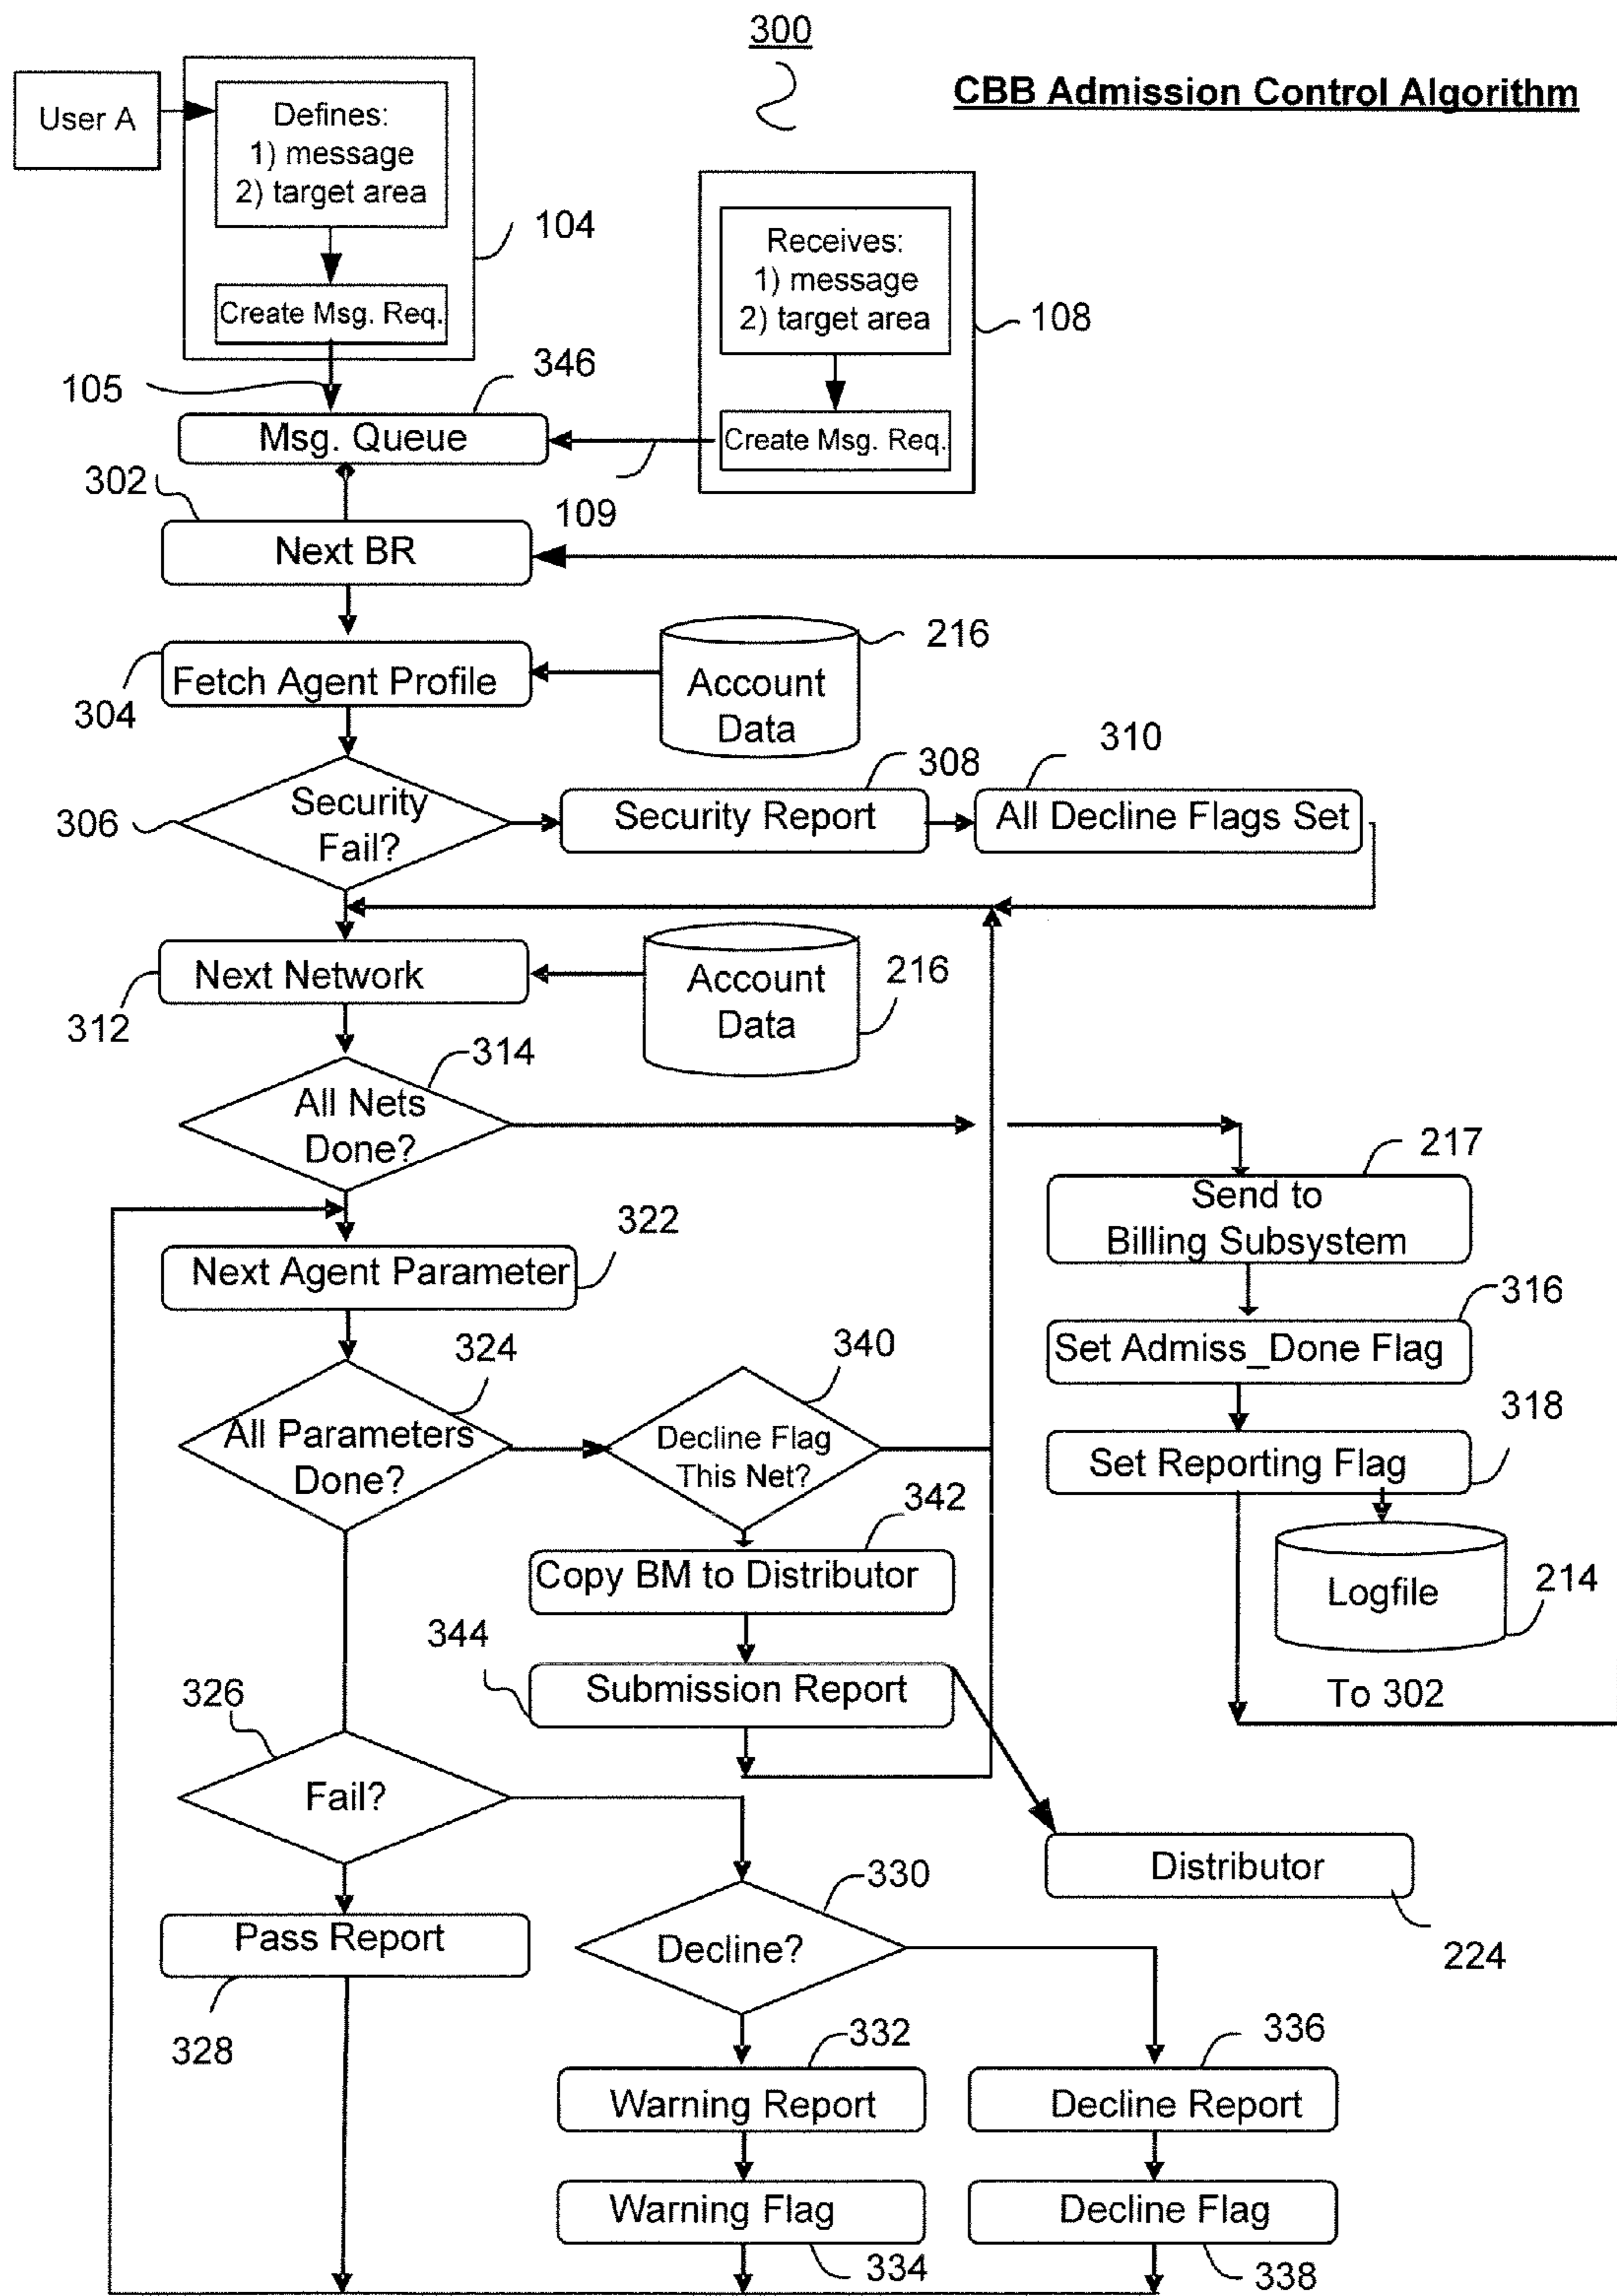 300
CBB Admission Control Algorithm
User A
Defines:
1) message
2) target area
104
Create Msg. Req.
Receives:
1) message
2) target area
108
Create Msg. Req.
105
346
Msg. Queue
109
302
Next BR
304
Fetch Agent Profile
216
Account
Data
306
Security
Fail?
308
Security Report
310
All Decline Flags Set
312
Next Network
Account
Data
216
314
All Nets
Done?
217
Send to
Billing Subsystem
322
Next Agent Parameter
316
Set Admiss_Done Flag
324
All Parameters
Done?
340
Decline Flag
This Net?
318
Set Reporting Flag
342
Copy BM to Distributor
Logfile
214
344
Submission Report
To 302
326
Fail?
Distributor
224
330
Decline?
Pass Report
328
332
Warning Report
336
Decline Report
Warning Flag
334
Decline Flag
338